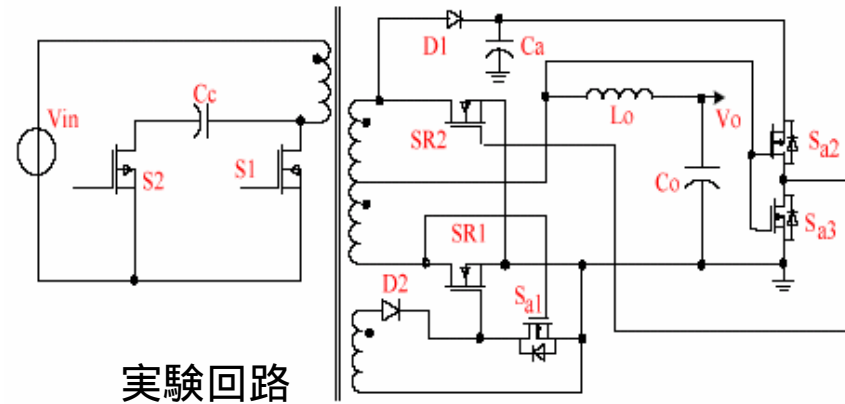 D1
Ca
Cc
Vin
Lo
Vo
SR2
Sa2
S2
S1
Co
SR1
Sa3
D2
Sa1
実験回路